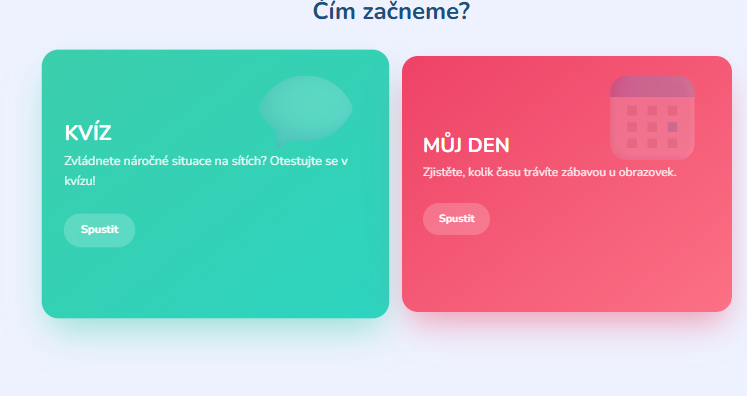 Čím začneme?
KVÍZ
Zvládnete náročné situace na sítích? Otestujte se v
kvízu!
Spustit
MŮJ DEN
Zjistěte, kolik času trávíte zábavou u obrazovek.
Spustit